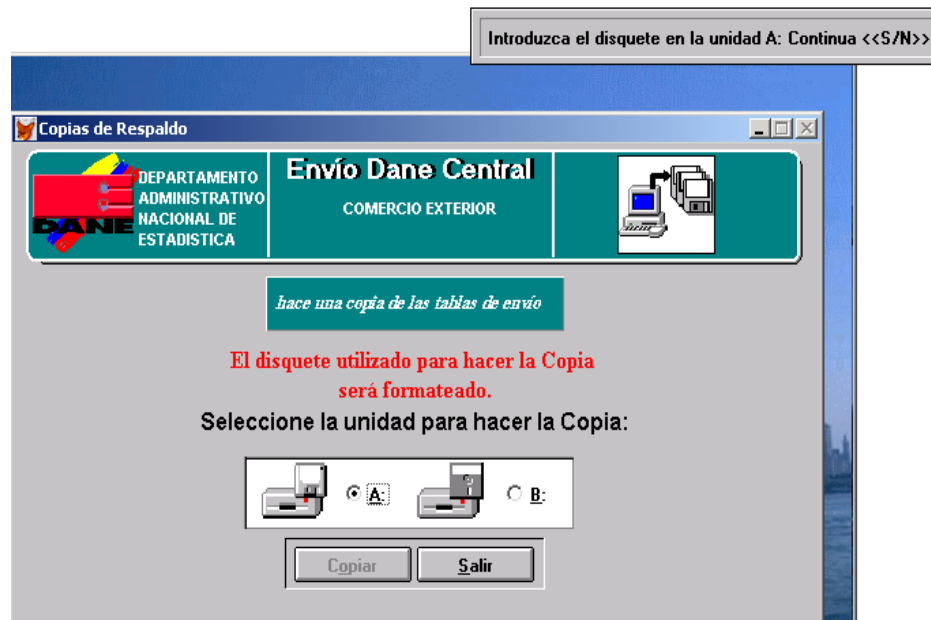 Introduzca el disquete en la unidad A: Continua <<S/N>>
Copias de Respaldo
DANE
DEPARTAMENTO
ADMINISTRATIVO
NACIONAL DE
ESTADISTICA
Envío Dane Central
COMERCIO EXTERIOR
hace una copia de las tablas de envío
El disquete utilizado para hacer la Copia
será formateado.
Seleccione la unidad para hacer la Copia:
A: B:
Copiar Salir